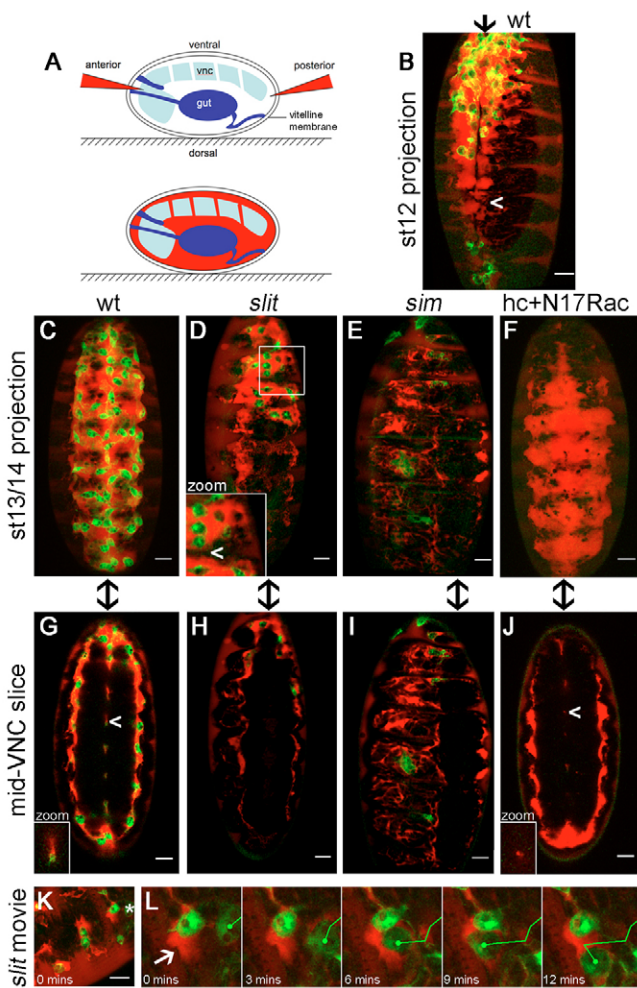 A
ventral
anterior
posterior
vnc
gut
vitelline
membrane
dorsal
wt
B
st12 projection
<
wt
slit
sim
hc+N17Rac
st13/14 projection
C
D
E
F
zoom
<
mid-VNC slice
G
H
I
J
<
<
zoom
zoom
slit movie
K
*
L
0 mins
0 mins
3 mins
6 mins
9 mins
12 mins